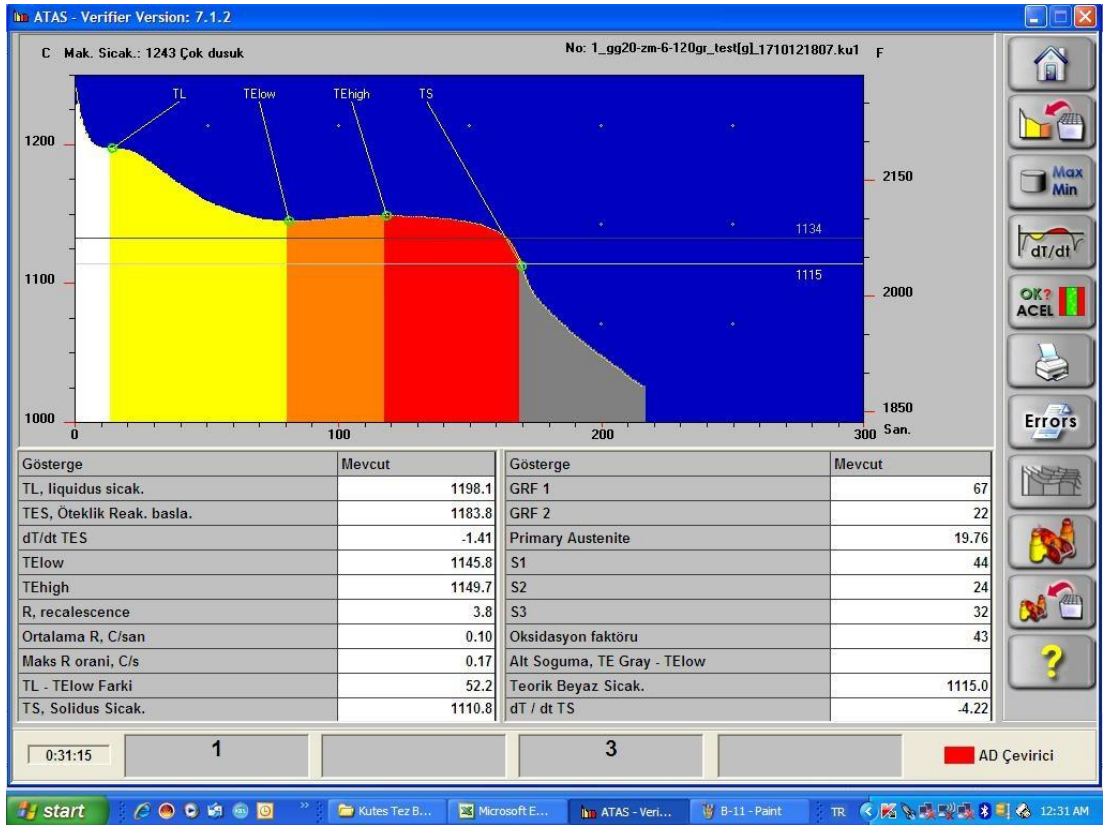 ATAS - Verifier Version: 7.1.2
C Mak. Sicak.: 1243 Çok dusuk
No: 1_gg20-zm-6-120gr_test[g]_1710121807.ku1 F
TL TElow TEhigh TS
1200
2150
1134
1115
1100
2000
1000
1850
0 100 200 300 San.
Max
Min
dT/dt
OK?
ACEL
Errors
?
Gösterge Mevcut Gösterge Mevcut
TL, liquidus sicak. 1198.1 GRF 1 67
TES, Öteklik Reak. basla. 1183.8 GRF 2 22
dT/dt TES -1.41 Primary Austenite 19.76
TElow 1145.8 S1 44
TEhigh 1149.7 S2 24
R, recalescence 3.8 S3 32
Ortalama R, C/san 0.10 Oksidasyon faktöru 43
Maks R orani, C/s 0.17 Alt Soguma, TE Gray - TElow
TL - TElow Farki 52.2 Teorik Beyaz Sicak. 1115.0
TS, Solidus Sicak. 1110.8 dT / dt TS -4.22
0:31:15 1 3 AD Çevirici
start » Kutes Tez B... Microsoft E... ATAS - Veri... B-11 - Paint TR 12:31 AM